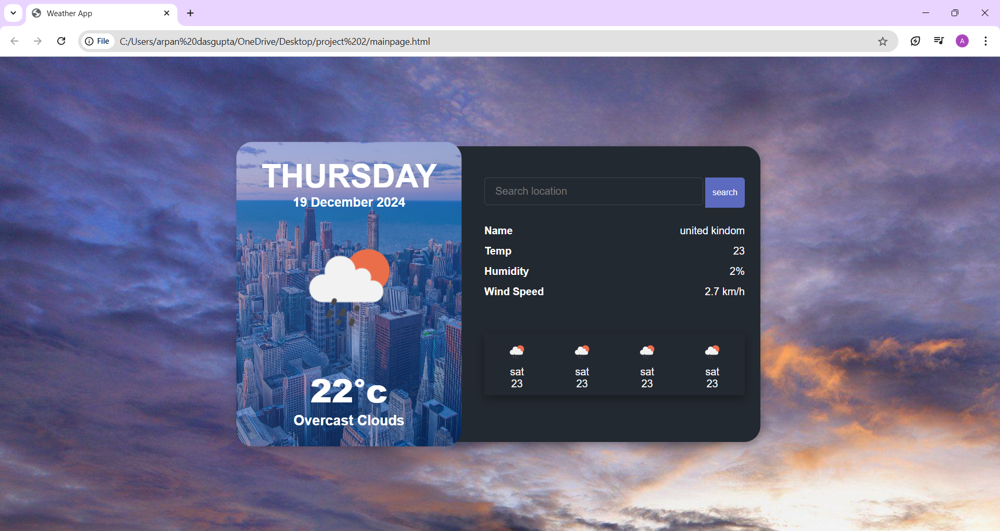 Weather App
File C:/Users/arpan%20dasgupta/OneDrive/Desktop/project%202/mainpage.html
A
THURSDAY
19 December 2024
22°c
Overcast Clouds
Search location
search
Name united kindom
Temp 23
Humidity 2%
Wind Speed 2.7 km/h
sat sat sat sat
23 23 23 23